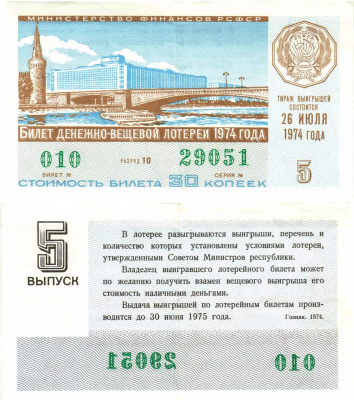 МИНИСТЕРСТВО ФИНАНСОВ РСФСР
ТИРАЖ ВЫИГРЫШЕЙ
СОСТОИТСЯ
26 ИЮЛЯ
1974 ГОДА
БИЛЕТ ДЕНЕЖНО-ВЕЩЕВОЙ ЛОТЕРЕИ 1974 ГОДА
010 РАЗРЯД 10 29051
БИЛЕТ № СЕРИЯ №
5
СТОИМОСТЬ БИЛЕТА 30 КОПЕЕК
5
ВЫПУСК
В лотерее разыгрываются выигрыши, перечень и
количество которых установлены условиями лотереи,
утвержденными Советом Министров республики.
Владелец выигравшего лотерейного билета может
по желанию получить взамен вещевого выигрыша его
стоимость наличными деньгами.
Выдача выигрышей по лотерейным билетам произ-
водится до 30 июня 1975 года.
Гознак. 1974.
29051 010